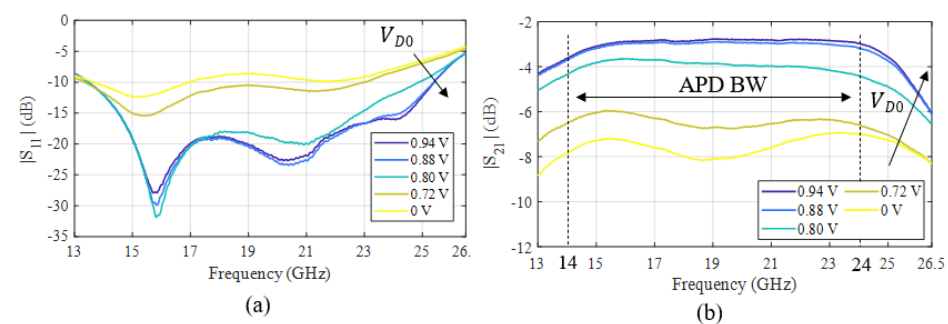 0
-5
-10
-15
-20
-25
-30
-35
|S11| (dB)
V_D0
0.94 V
0.88 V
0.80 V
0.72 V
0 V
13 15 17 19 21 23 25 26.
Frequency (GHz)
(a)
-2
-4
-6
-8
-10
-12
|S21| (dB)
APD BW
V_D0
0.94 V 0.72 V
0.88 V 0 V
0.80 V
13 14 15 17 19 21 23 24 25 26.5
Frequency (GHz)
(b)